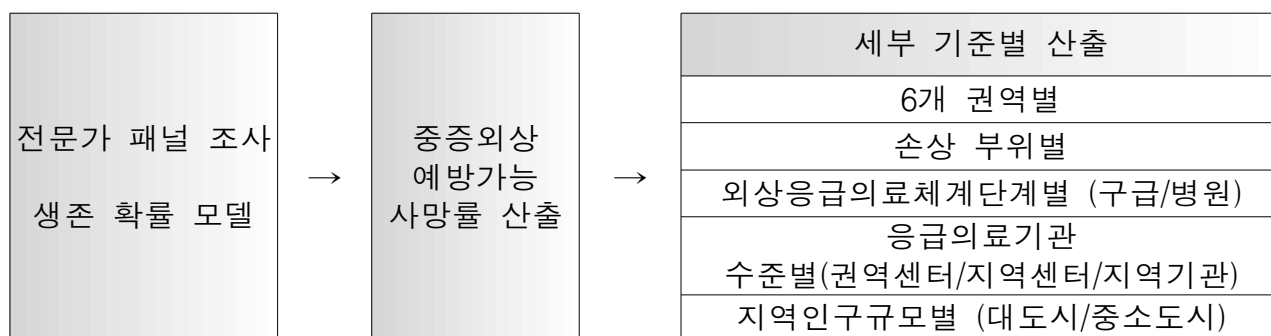 전문가 패널 조사
생존 확률 모델
→
중증외상
예방가능
사망률 산출
→
세부 기준별 산출
6개 권역별
손상 부위별
외상응급의료체계단계별 (구급/병원)
응급의료기관
수준별(권역센터/지역센터/지역기관)
지역인구규모별 (대도시/중소도시)